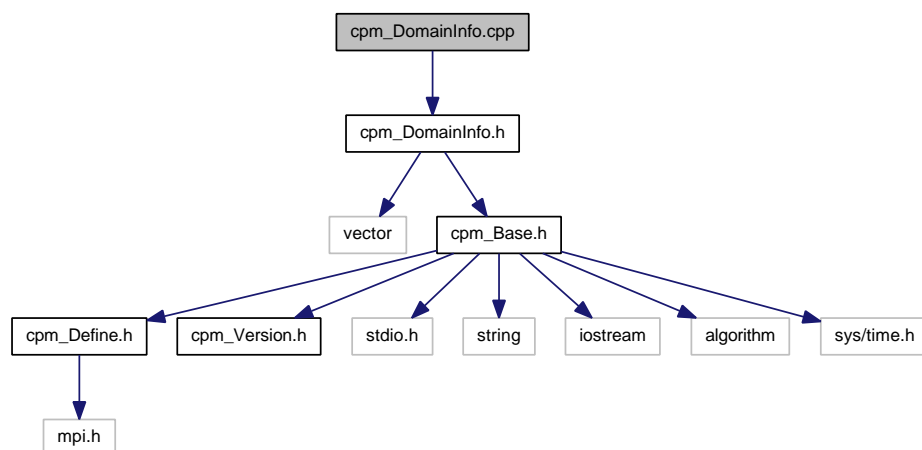 cpm_DomainInfo.cpp
cpm_DomainInfo.h
vector
cpm_Base.h
cpm_Define.h
cpm_Version.h
stdio.h
string
iostream
algorithm
sys/time.h
mpi.h